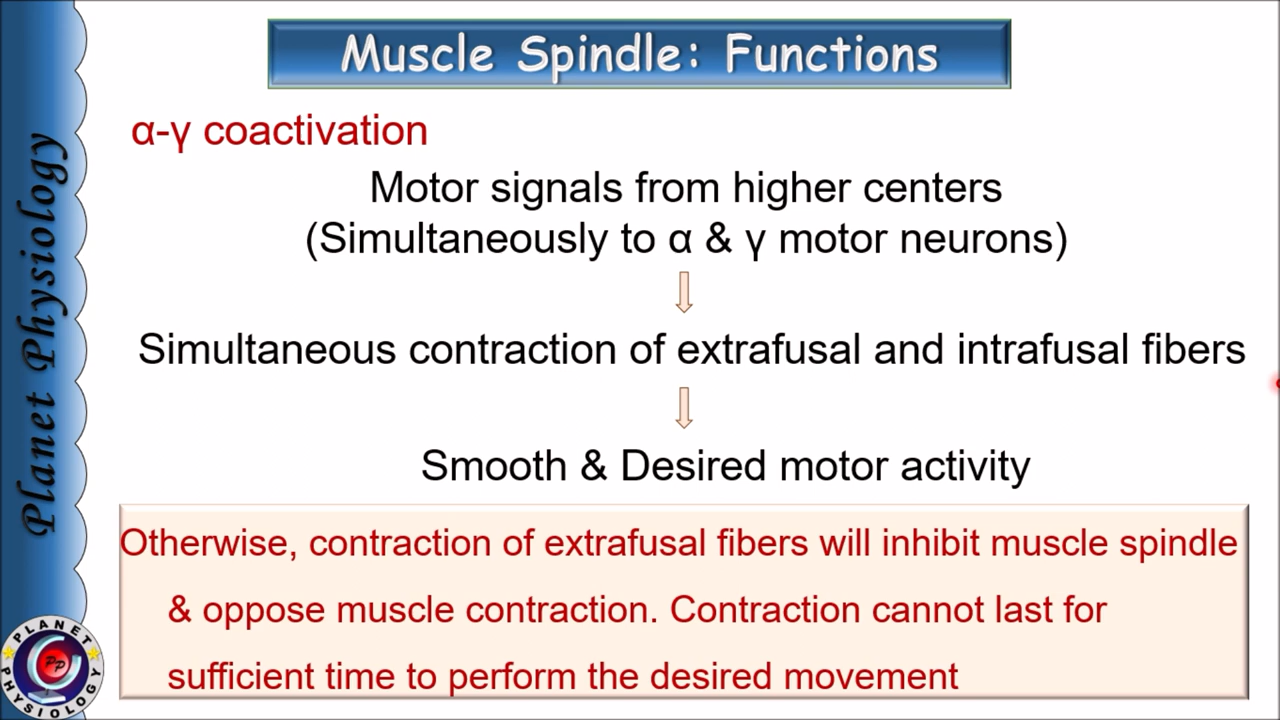 Muscle Spindle: Functions
α-γ coactivation
Motor signals from higher centers
(Simultaneously to α & γ motor neurons)
Simultaneous contraction of extrafusal and intrafusal fibers
Smooth & Desired motor activity
Otherwise, contraction of extrafusal fibers will inhibit muscle spindle
& oppose muscle contraction. Contraction cannot last for
sufficient time to perform the desired movement
Planet Physiology
PLANET
PP
PHYSIOLOGY